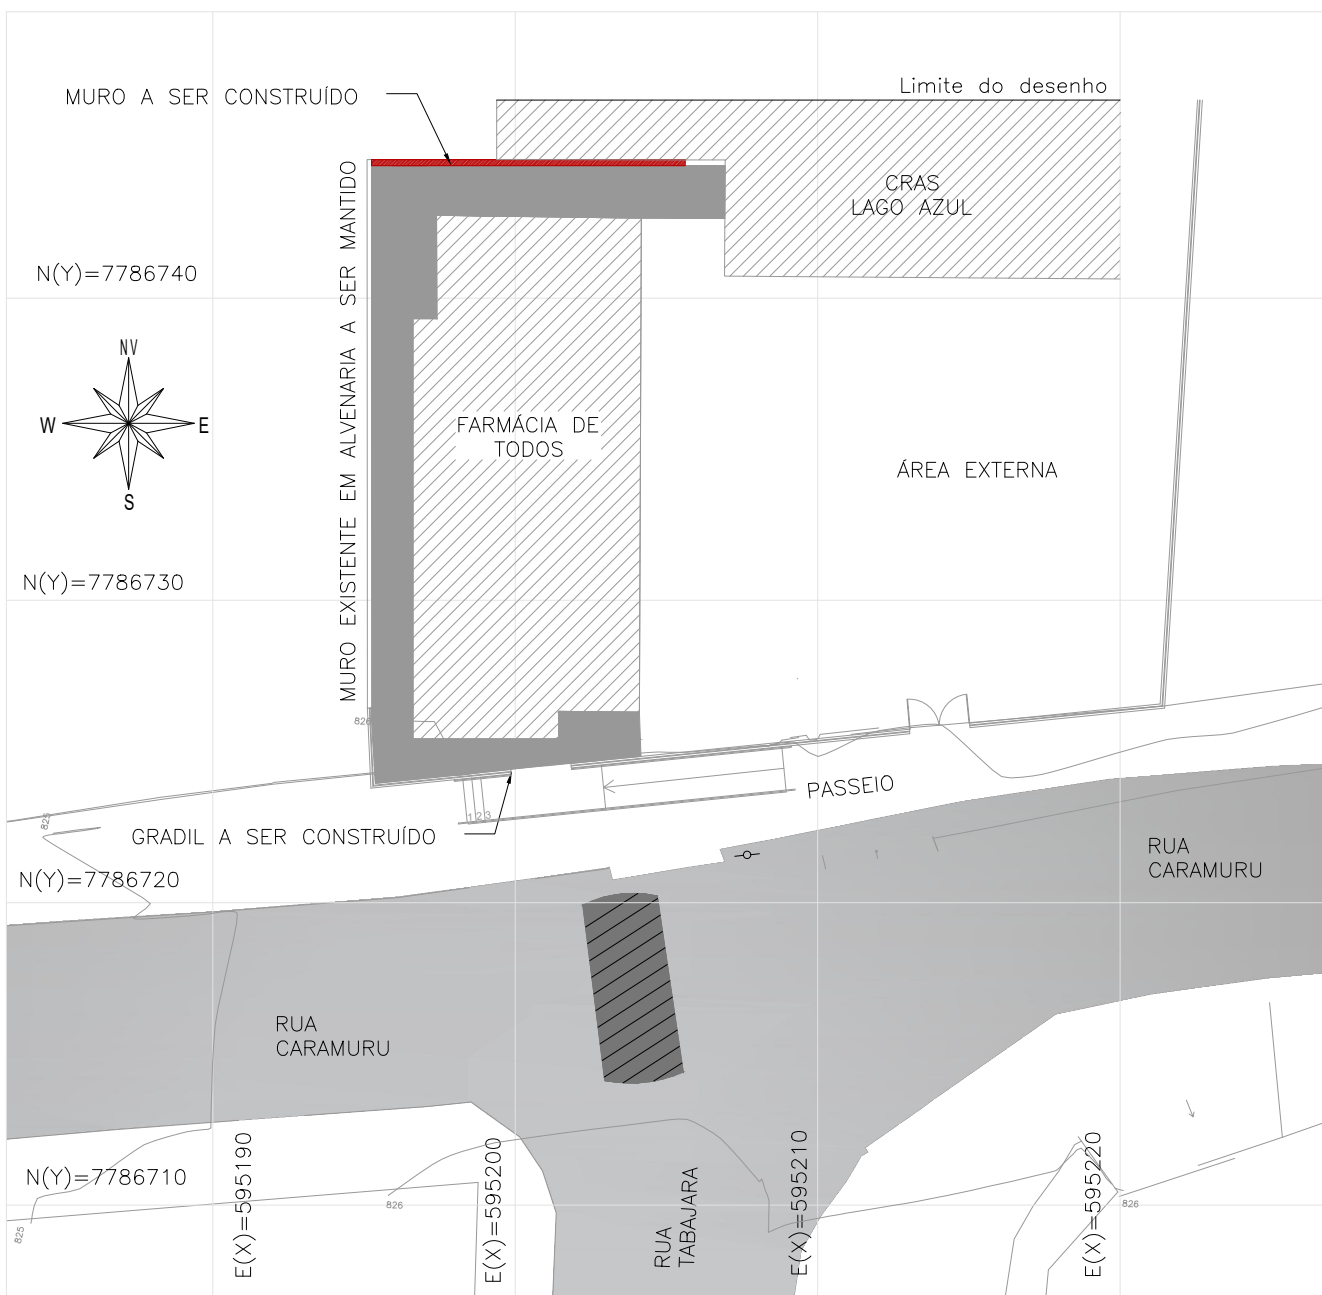 Limite do desenho
MURO A SER CONSTRUÍDO
CRAS
LAGO AZUL
MURO EXISTENTE EM ALVENARIA A SER MANTIDO
N(Y)=7786740
NV
W
E
S
FARMÁCIA DE
TODOS
ÁREA EXTERNA
N(Y)=7786730
826
PASSEIO
825
1 2 3
GRADIL A SER CONSTRUÍDO
RUA
CARAMURU
N(Y)=7786720
RUA
CARAMURU
N(Y)=7786710
E(X)=595190
E(X)=595200
E(X)=595210
E(X)=595220
RUA
TABAJARA
826
826
825